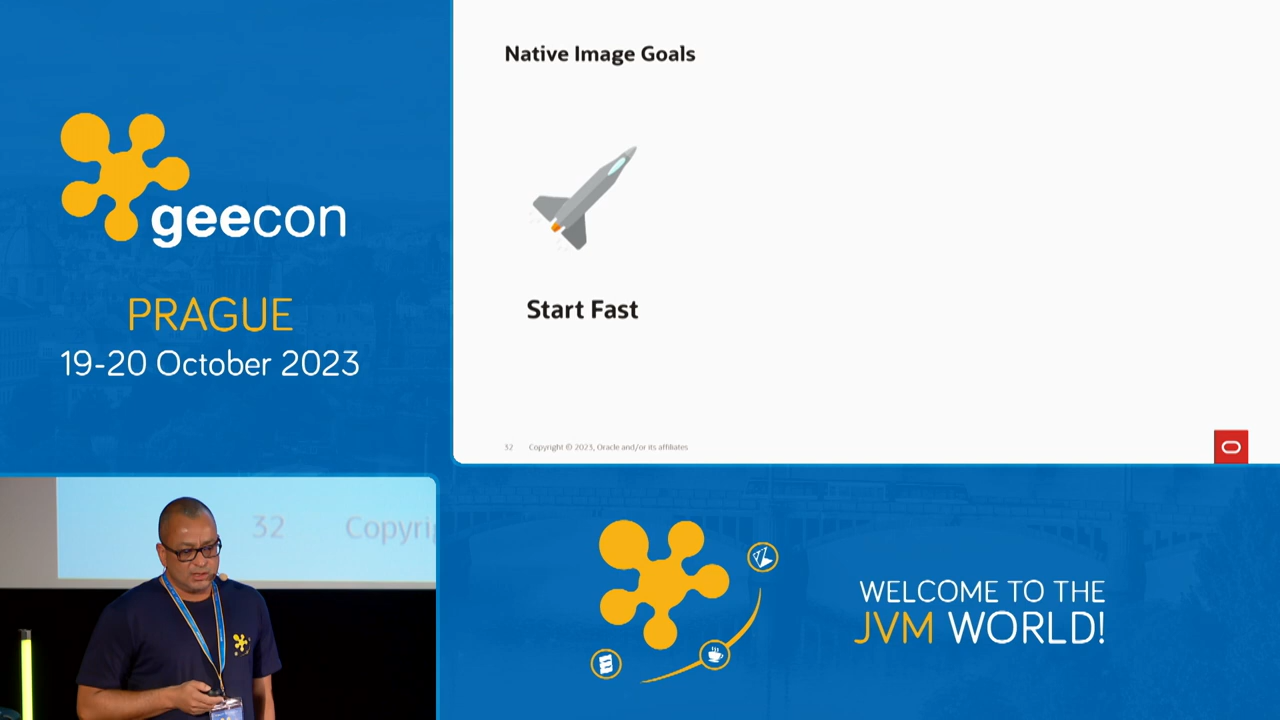 geecon
PRAGUE
19-20 October 2023
Native Image Goals
Start Fast
32 Copyright © 2023, Oracle and/or its affiliates
32 Copyri
WELCOME TO THE
JVM WORLD!